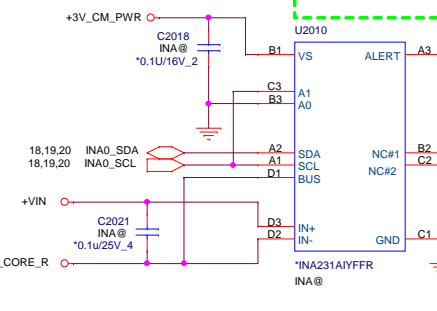 +3V_CM_PWR
C2018
INA@
*0.1U/16V_2
U2010
B1 VS ALERT A3
C3 A1
B3 A0
18,19,20 INA0_SDA A2 SDA NC#1 B2
18,19,20 INA0_SCL A1 SCL NC#2 C2
D1 BUS
+VIN
C2021
INA@
*0.1u/25V_4
D3 IN+
D2 IN- GND C1
_CORE_R
*INA231AIYFFR
INA@